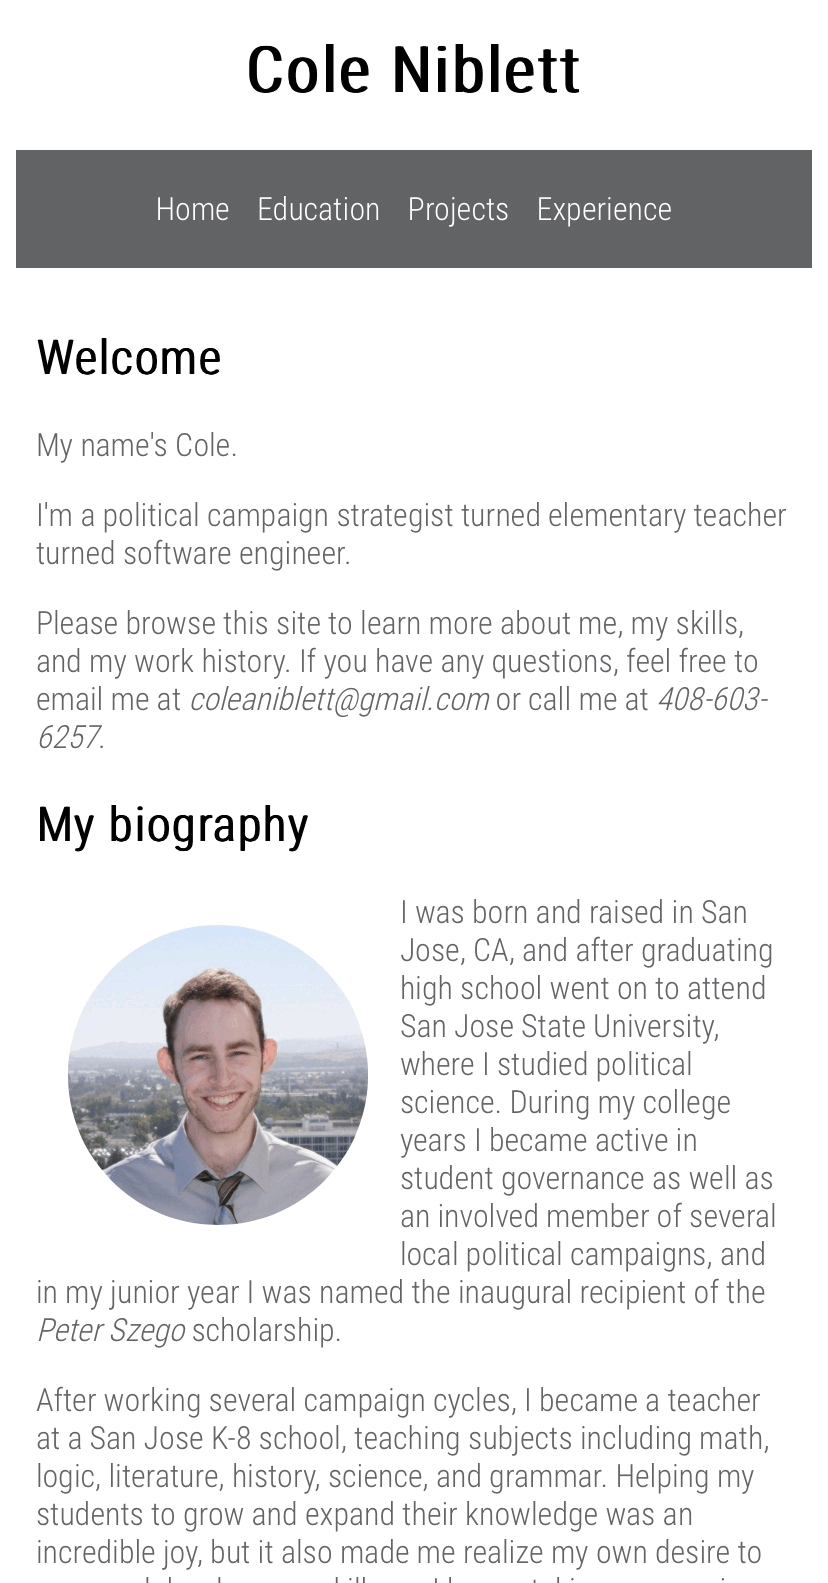 Cole Niblett
Home Education Projects Experience
Welcome
My name's Cole.
I'm a political campaign strategist turned elementary teacher
turned software engineer.
Please browse this site to learn more about me, my skills,
and my work history. If you have any questions, feel free to
email me at coleaniblett@gmail.com or call me at 408-603-
6257.
My biography
I was born and raised in San
Jose, CA, and after graduating
high school went on to attend
San Jose State University,
where I studied political
science. During my college
years I became active in
student governance as well as
an involved member of several
local political campaigns, and
in my junior year I was named the inaugural recipient of the
Peter Szego scholarship.
After working several campaign cycles, I became a teacher
at a San Jose K-8 school, teaching subjects including math,
logic, literature, history, science, and grammar. Helping my
students to grow and expand their knowledge was an
incredible joy, but it also made me realize my own desire to